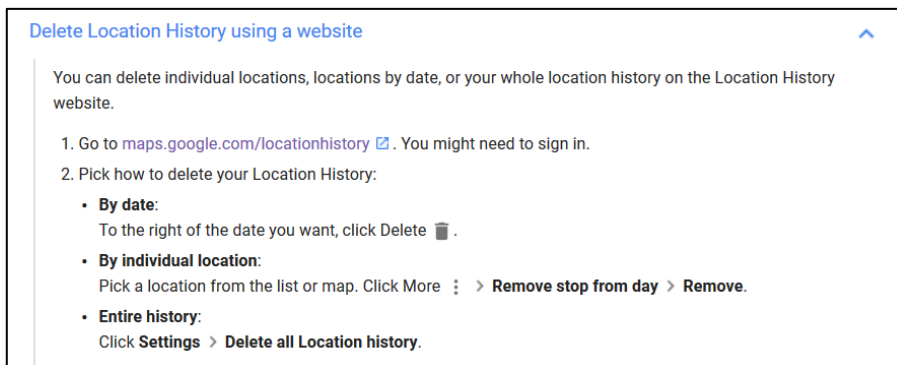 Delete Location History using a website
You can delete individual locations, locations by date, or your whole location history on the Location History
website.
1. Go to maps.google.com/locationhistory . You might need to sign in.
2. Pick how to delete your Location History:
• By date:
To the right of the date you want, click Delete .
• By individual location:
Pick a location from the list or map. Click More > Remove stop from day > Remove.
• Entire history:
Click Settings > Delete all Location history.